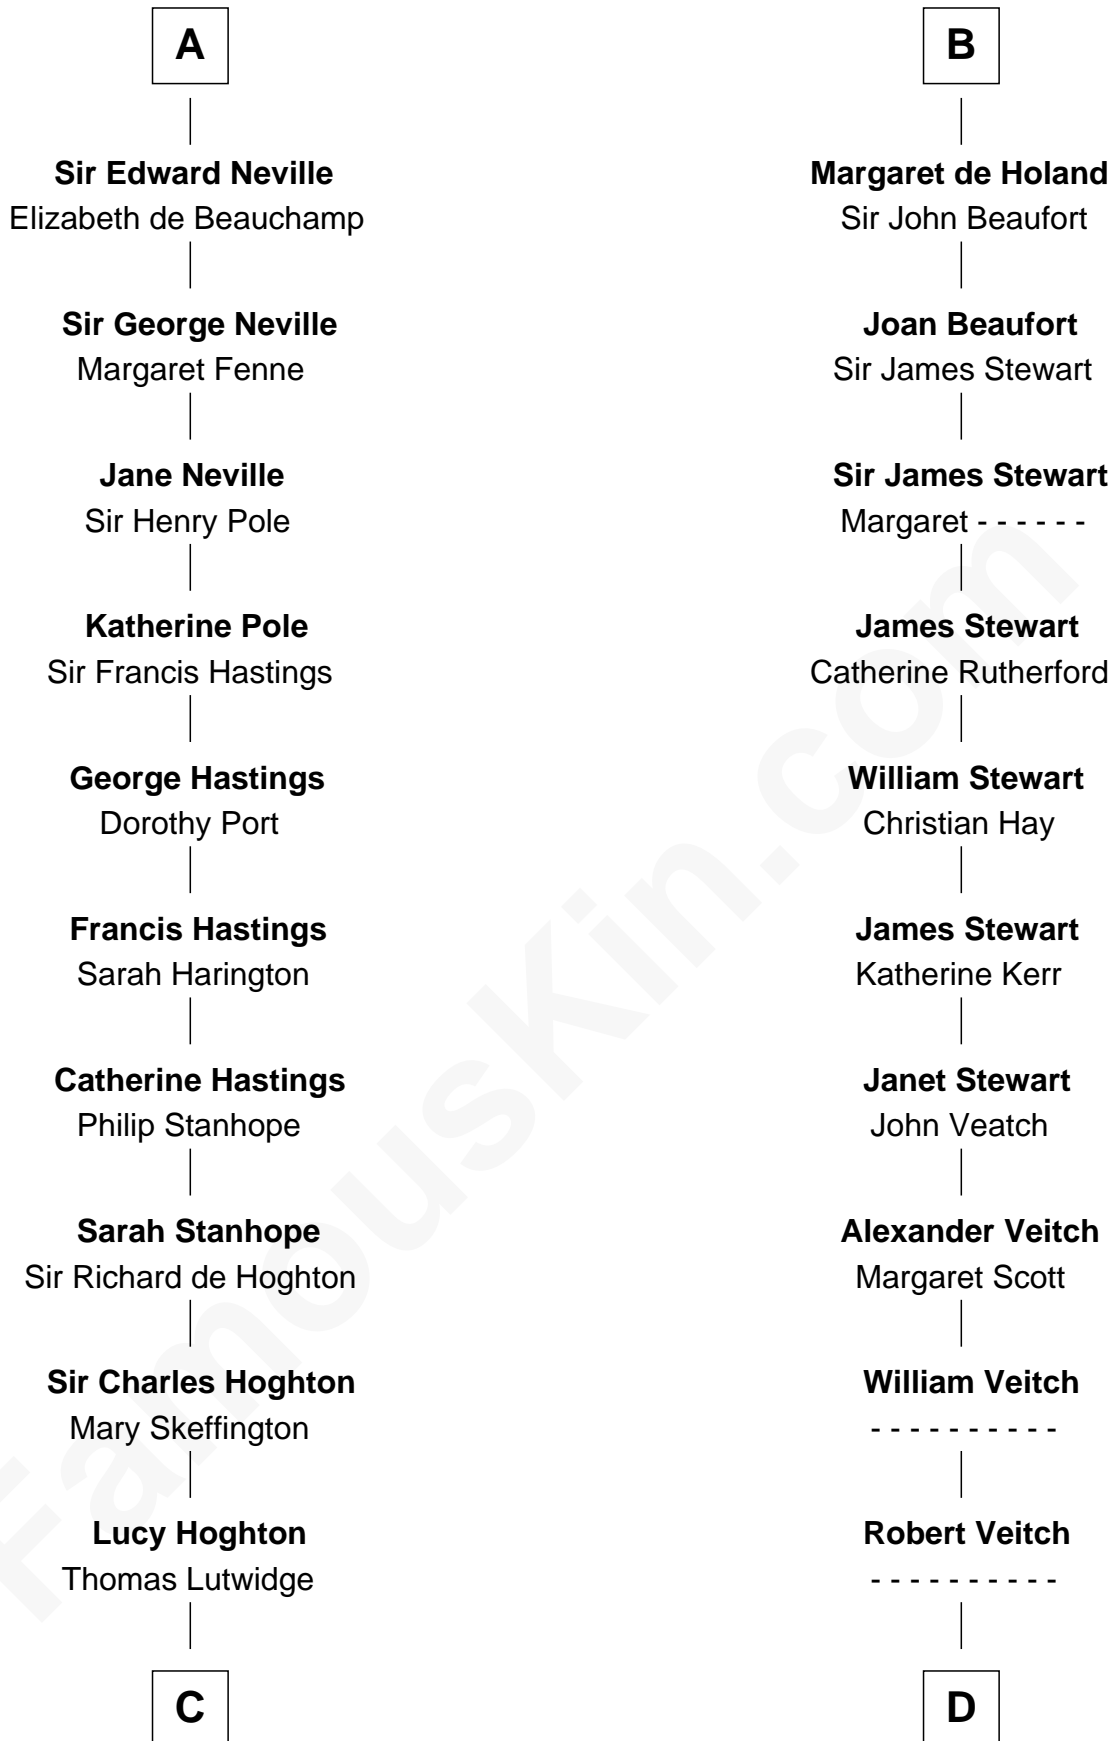 A
Sir Edward Neville
Elizabeth de Beauchamp
Sir George Neville
Margaret Fenne
Jane Neville
Sir Henry Pole
Katherine Pole
Sir Francis Hastings
George Hastings
Dorothy Port
Francis Hastings
Sarah Harington
Catherine Hastings
Philip Stanhope
Sarah Stanhope
Sir Richard de Hoghton
Sir Charles Hoghton
Mary Skeffington
Lucy Hoghton
Thomas Lutwidge
C
B
Margaret de Holand
Sir John Beaufort
Joan Beaufort
Sir James Stewart
Sir James Stewart
Margaret - - - - - -
James Stewart
Catherine Rutherford
William Stewart
Christian Hay
James Stewart
Katherine Kerr
Janet Stewart
John Veatch
Alexander Veitch
Margaret Scott
William Veitch
- - - - - - - - - -
Robert Veitch
- - - - - - - - - -
D
FamousKin.com